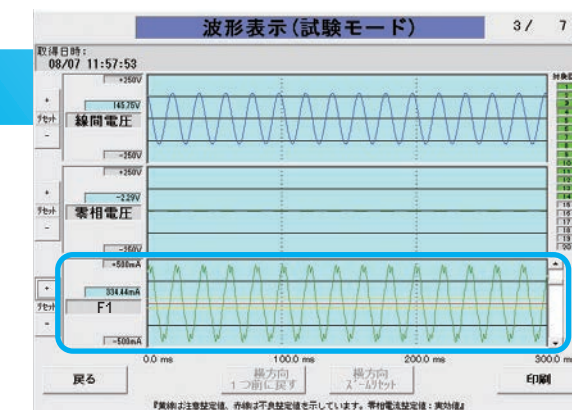 波形表示(試験モード)
3/ 7
取得日時:
08/07 11:57:53
+250V
+
145.75V
リセット
線間電圧
-
-250V
+250V
+
-2.29V
リセット
零相電圧
-
-250V
+500mA
+
334.44mA
リセット
F1
-
-500mA
0.0 ms 100.0 ms 200.0 ms 300.0 m
戻る
横方向
1つ前に戻す
横方向
ズームリセット
印刷
『黄線は注意整定値、赤線は不良整定値を示しています。零相電流整定値:実効値』